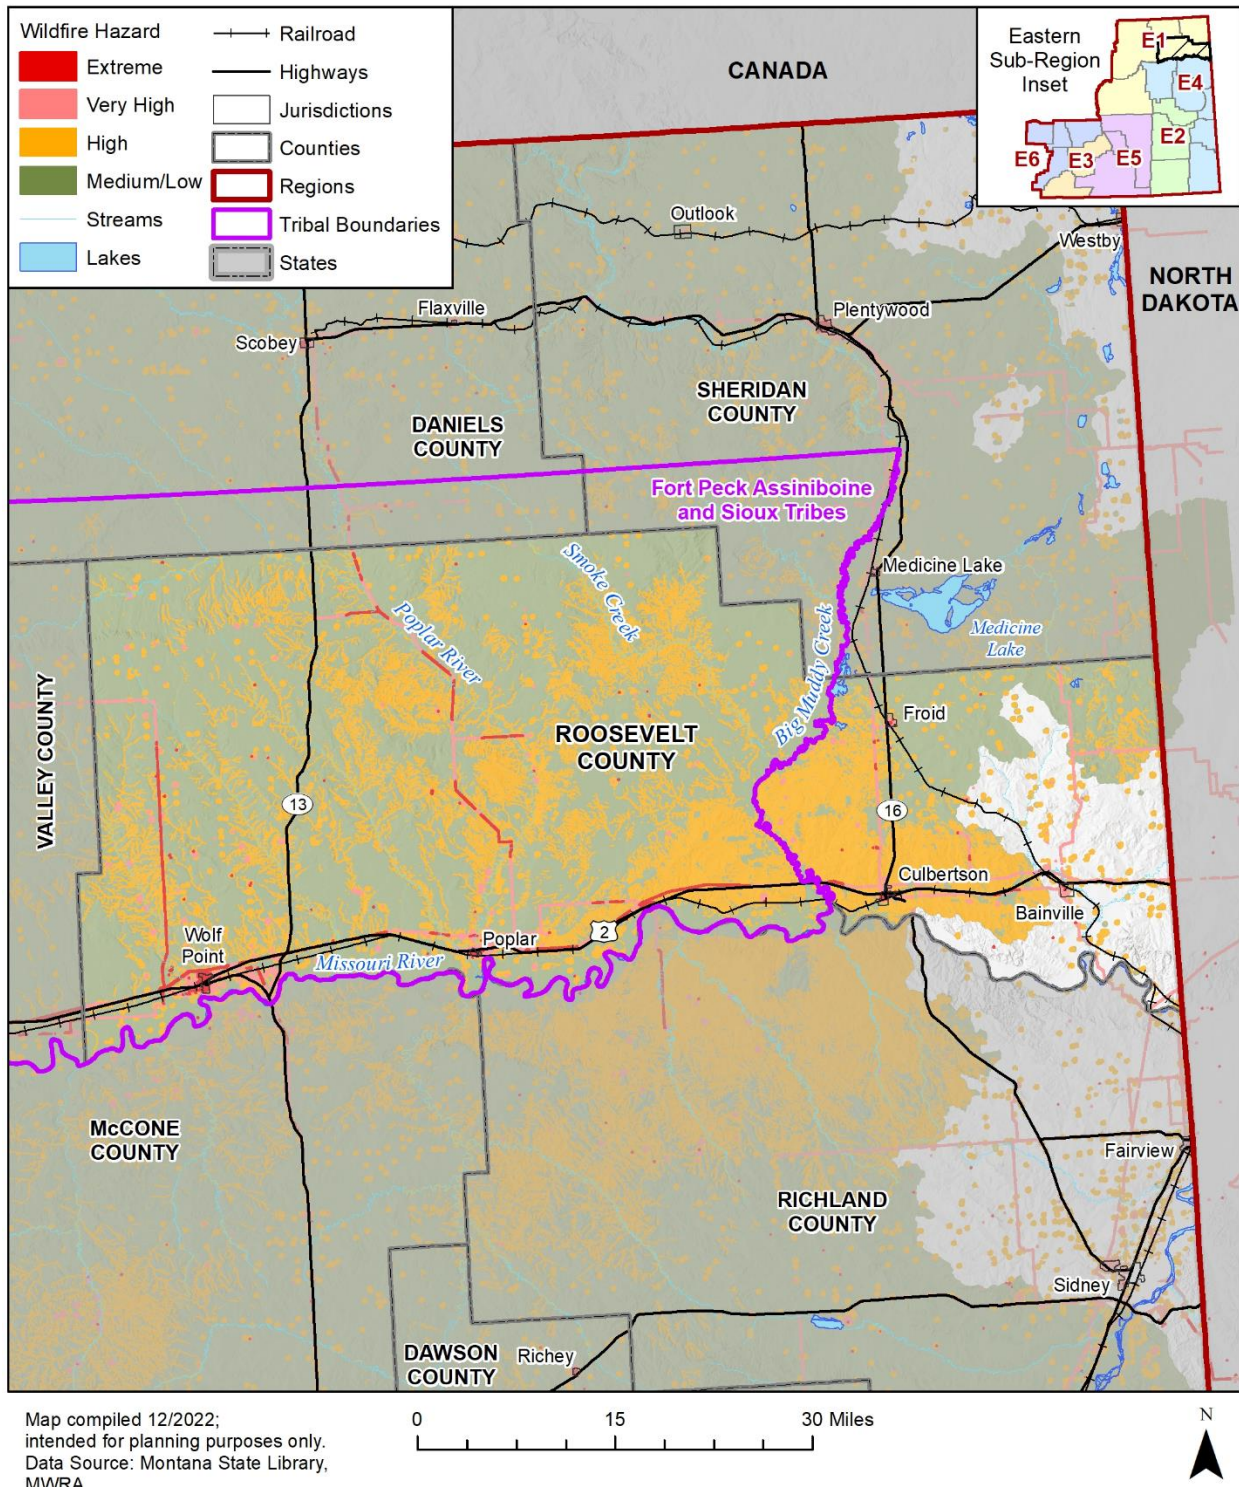 Wildfire Hazard
Extreme
Very High
High
Medium/Low
Streams
Lakes
Railroad
Highways
Jurisdictions
Counties
Regions
Tribal Boundaries
States
Eastern
Sub-Region
Inset
E1
E4
E2
E6
E3
E5
CANADA
NORTH
DAKOTA
Outlook
Westby
Flaxville
Scobey
Plentywood
SHERIDAN
COUNTY
DANIELS
COUNTY
Fort Peck Assiniboine
and Sioux Tribes
Smoke Creek
Medicine Lake
Poplar River
Big Muddy Creek
Medicine
Lake
VALLEY COUNTY
ROOSEVELT
COUNTY
Froid
13
16
Culbertson
Bainville
Wolf
Point
Poplar
2
Missouri River
McCONE
COUNTY
Fairview
RICHLAND
COUNTY
Sidney
DAWSON
COUNTY
Richey
Map compiled 12/2022;
intended for planning purposes only.
Data Source: Montana State Library,
MWRA
0 15 30 Miles
N